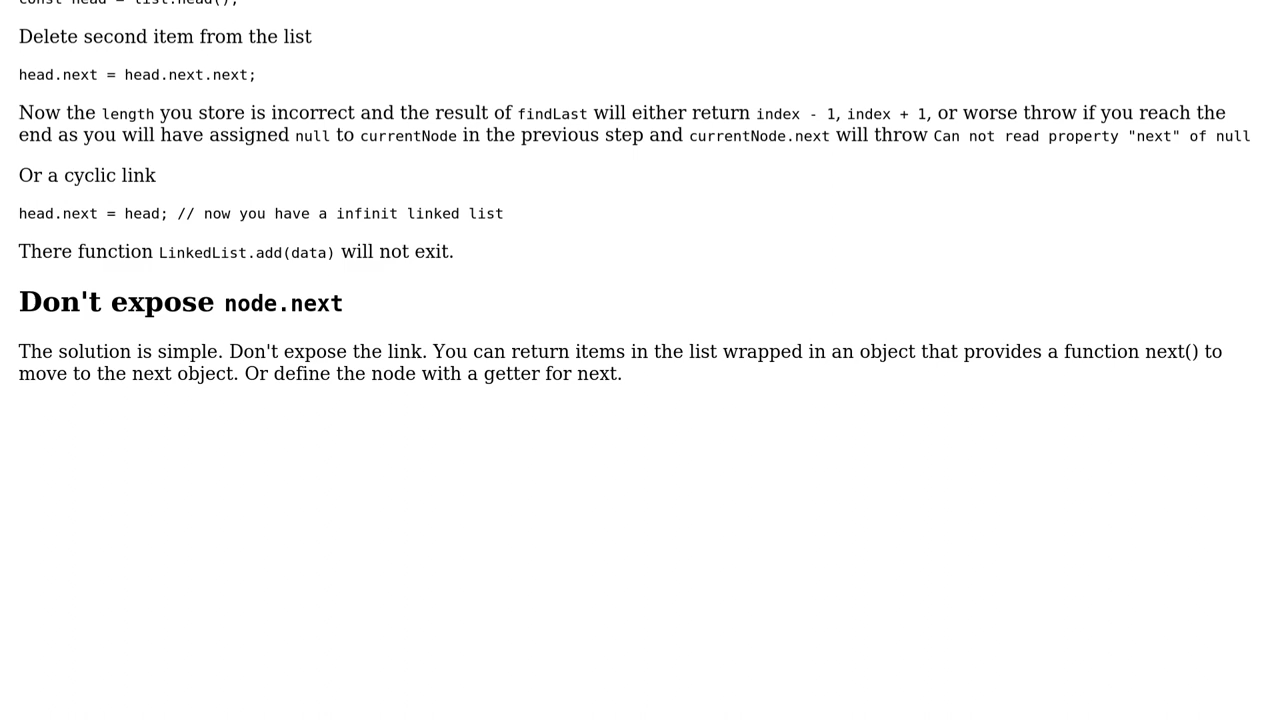 const head = list.head();
Delete second item from the list
head.next = head.next.next;
Now the length you store is incorrect and the result of findLast will either return index - 1, index + 1, or worse throw if you reach the
end as you will have assigned null to currentNode in the previous step and currentNode.next will throw Can not read property "next" of null
Or a cyclic link
head.next = head; // now you have a infinit linked list
There function LinkedList.add(data) will not exit.
Don't expose node.next
The solution is simple. Don't expose the link. You can return items in the list wrapped in an object that provides a function next() to
move to the next object. Or define the node with a getter for next.